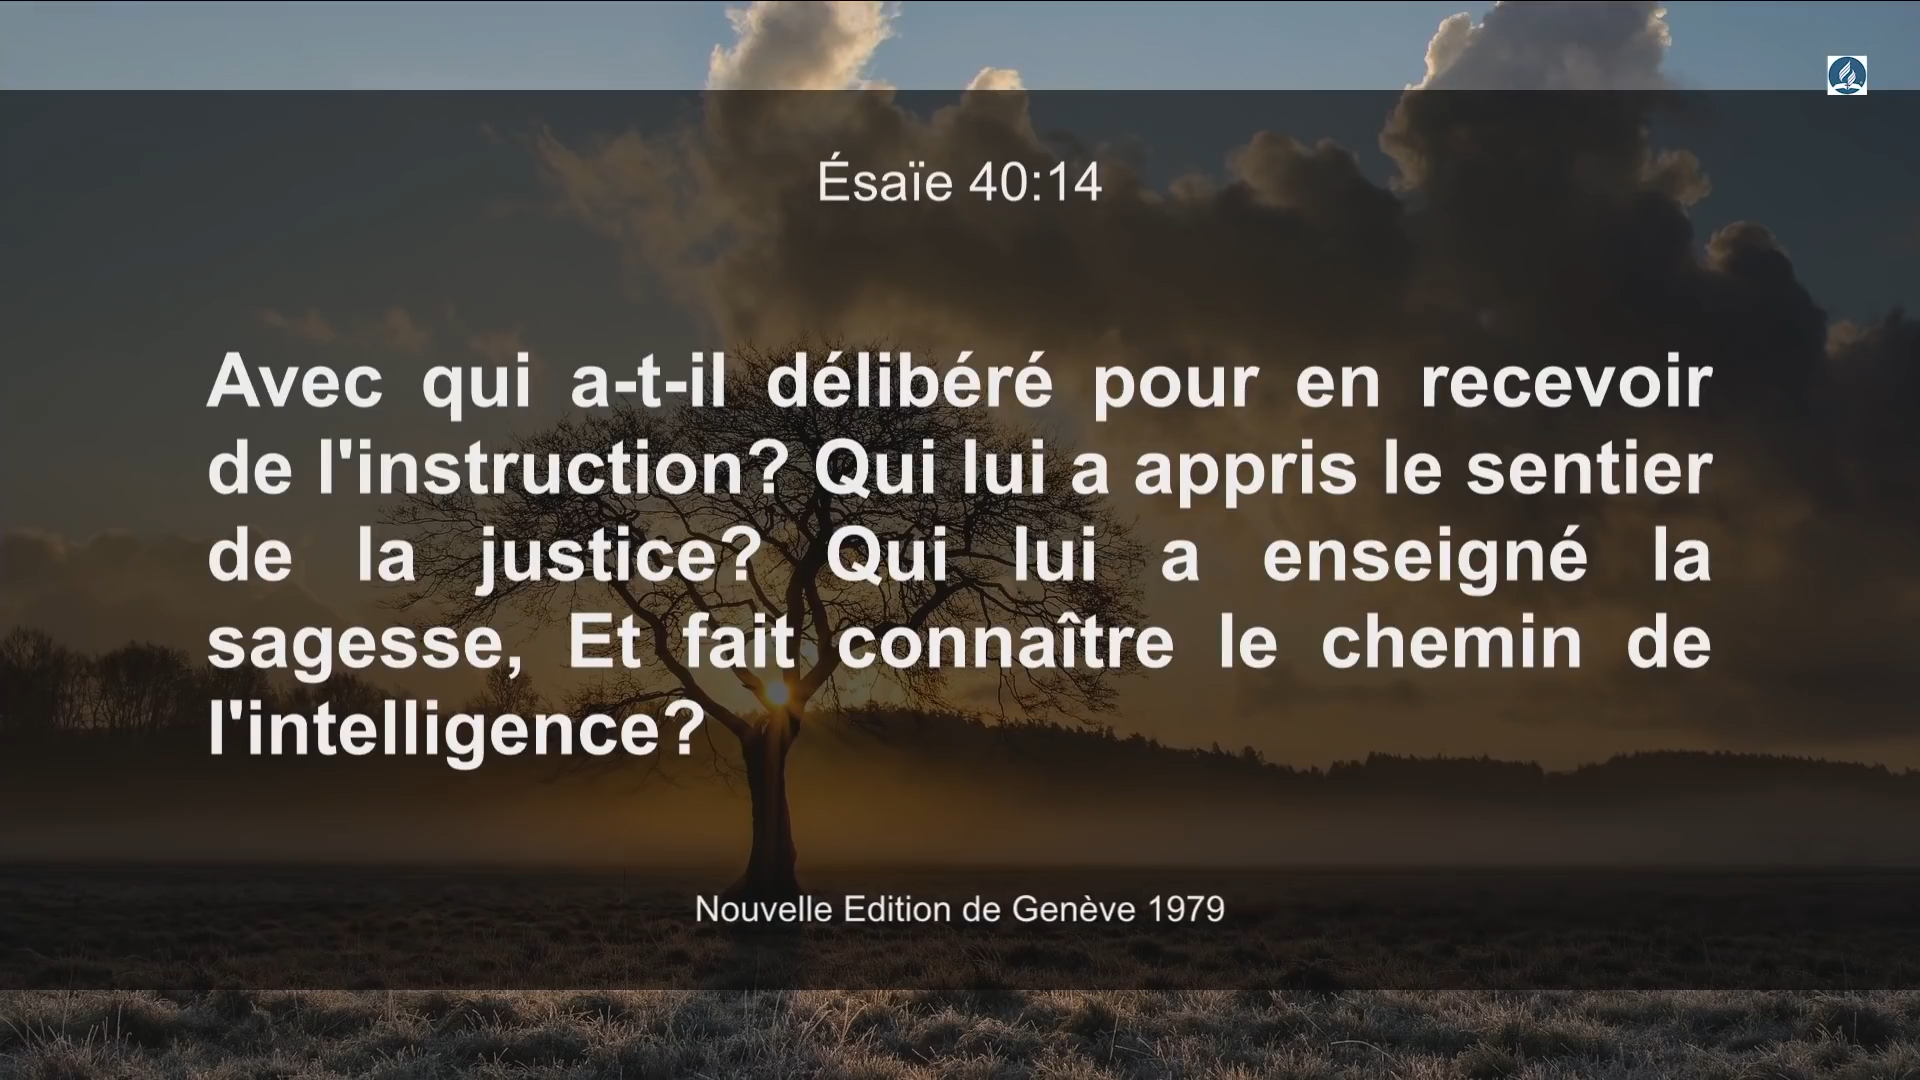 Ésaïe 40:14
Avec qui a-t-il délibéré pour en recevoir
de l'instruction? Qui lui a appris le sentier
de la justice? Qui lui a enseigné la
sagesse, Et fait connaître le chemin de
l'intelligence?
Nouvelle Edition de Genève 1979